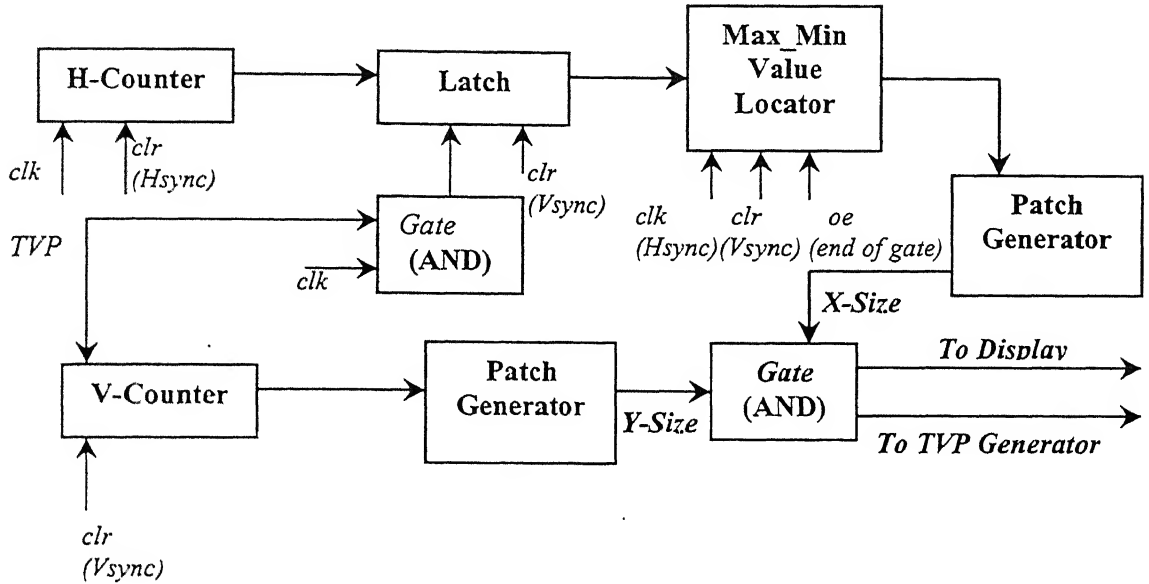 H-Counter
clk
clr
(Hsync)
Latch
clr
(Vsync)
Max_Min
Value
Locator
clk
(Hsync)
clr
(Vsync)
oe
(end of gate)
Patch
Generator
TVP
Gate
(AND)
clk
X-Size
V-Counter
clr
(Vsync)
Patch
Generator
Y-Size
Gate
(AND)
To Display
To TVP Generator